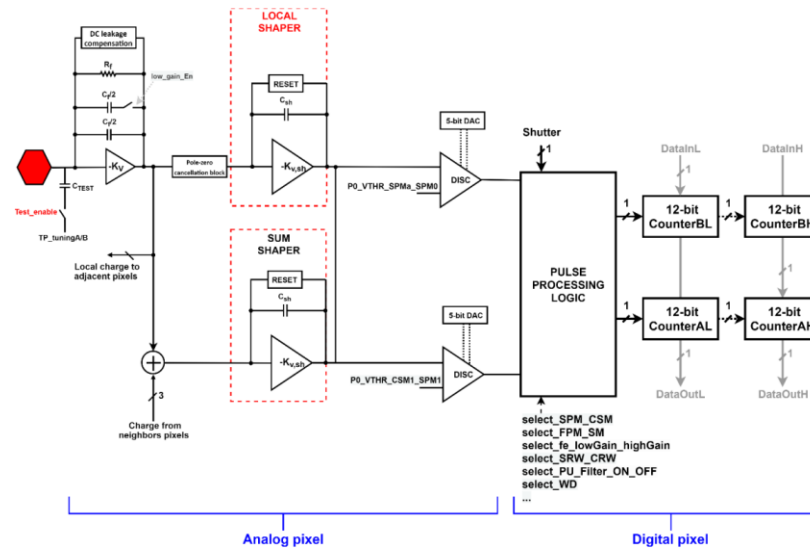 LOCAL
SHAPER
DC leakage
compensation
Rf
low_gain_En
Cf/2
Cf/2
-KV
CTEST
Test_enable
TP_tuningA/B
Pole-zero
cancellation block
RESET
Csh
-Kv,sh
5-bit DAC
DISC
P0_VTHR_SPMa_SPM0
Local charge to
adjacent pixels
SUM
SHAPER
RESET
Csh
-Kv,sh
5-bit DAC
DISC
P0_VTHR_CSM1_SPM1
3
Charge from
neighbors pixels
Shutter
1
PULSE
PROCESSING
LOGIC
DataInL
DataInH
1
1
1
12-bit
CounterBL
1
12-bit
CounterBH
1
1
12-bit
CounterAL
1
12-bit
CounterAH
1
1
DataOutL
DataOutH
select_SPM_CSM
select_FPM_SM
select_fe_lowGain_highGain
select_SRW_CRW
select_PU_Filter_ON_OFF
select_WD
...
Analog pixel
Digital pixel